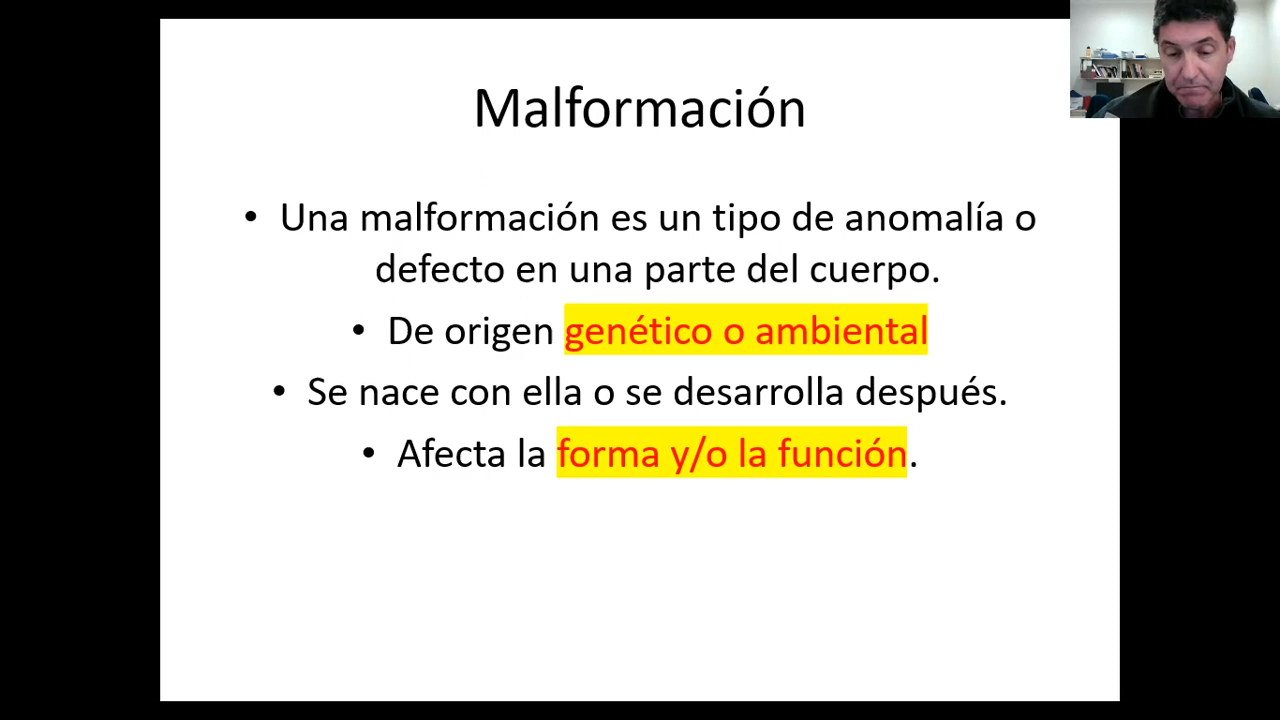 Malformación
• Una malformación es un tipo de anomalía o
defecto en una parte del cuerpo.
• De origen genético o ambiental
• Se nace con ella o se desarrolla después.
• Afecta la forma y/o la función.